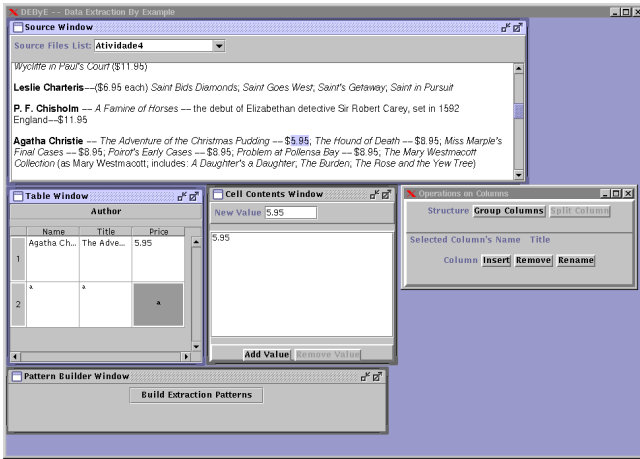 DEByE -- Data Extraction By Example
Source Window
Source Files List: Atividade4
Wycliffe in Paul's Court ($11.95)
Leslie Charteris--($6.95 each) Saint Bids Diamonds; Saint Goes West; Saint's Getaway; Saint in Pursuit
P. F. Chisholm -- A Famine of Horses -- the debut of Elizabethan detective Sir Robert Carey, set in 1592
England--$11.95
Agatha Christie -- The Adventure of the Christmas Pudding -- $5.95; The Hound of Death -- $8.95; Miss Marple's
Final Cases -- $8.95; Poirot's Early Cases -- $8.95; Problem at Pollensa Bay -- $8.95; The Mary Westmacott
Collection (as Mary Westmacott; includes: A Daughter's a Daughter; The Burden; The Rose and the Yew Tree)
Table Window
Author
Name Title Price
1 Agatha Ch... The Adve... 5.95
2 a a a
Cell Contents Window
New Value 5.95
5.95
Add Value Remove Value
Operations on Columns
Structure Group Columns Split Column
Selected Column's Name Title
Column Insert Remove Rename
Pattern Builder Window
Build Extraction Patterns